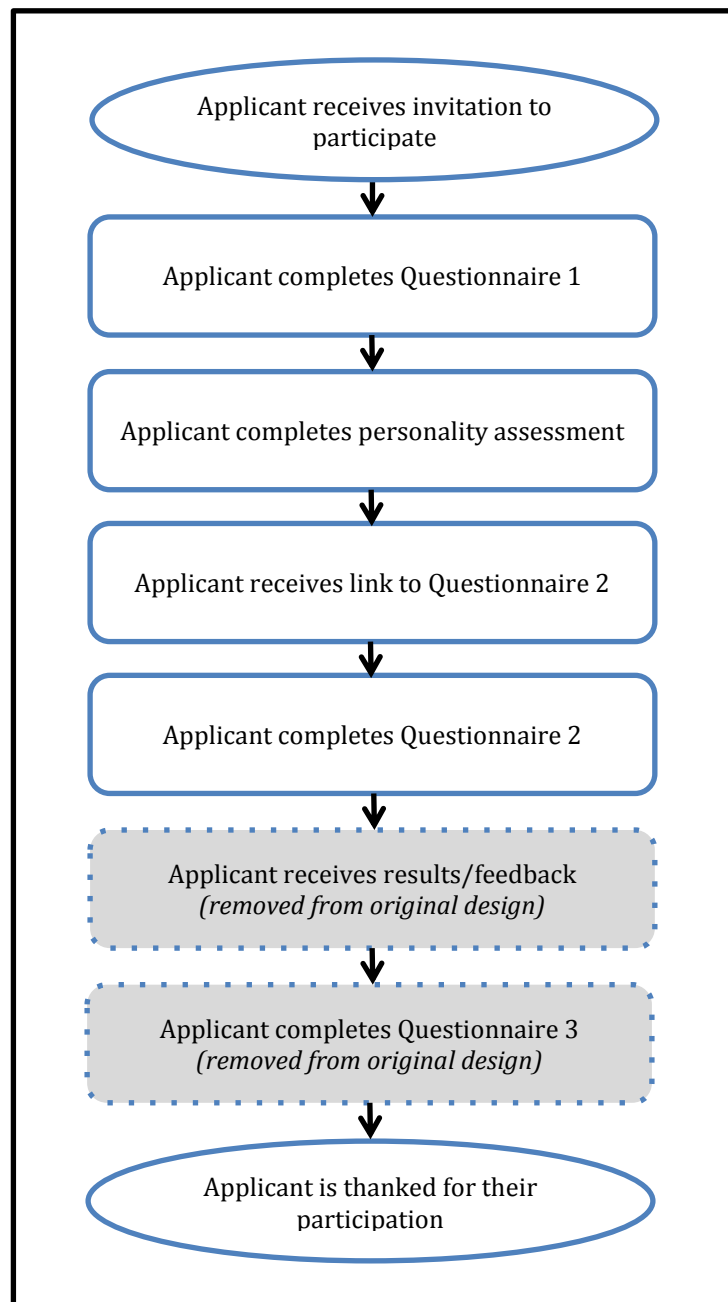 Applicant receives invitation to
participate
Applicant completes Questionnaire 1
Applicant completes personality assessment
Applicant receives link to Questionnaire 2
Applicant completes Questionnaire 2
Applicant receives results/feedback
(removed from original design)
Applicant completes Questionnaire 3
(removed from original design)
Applicant is thanked for their
participation